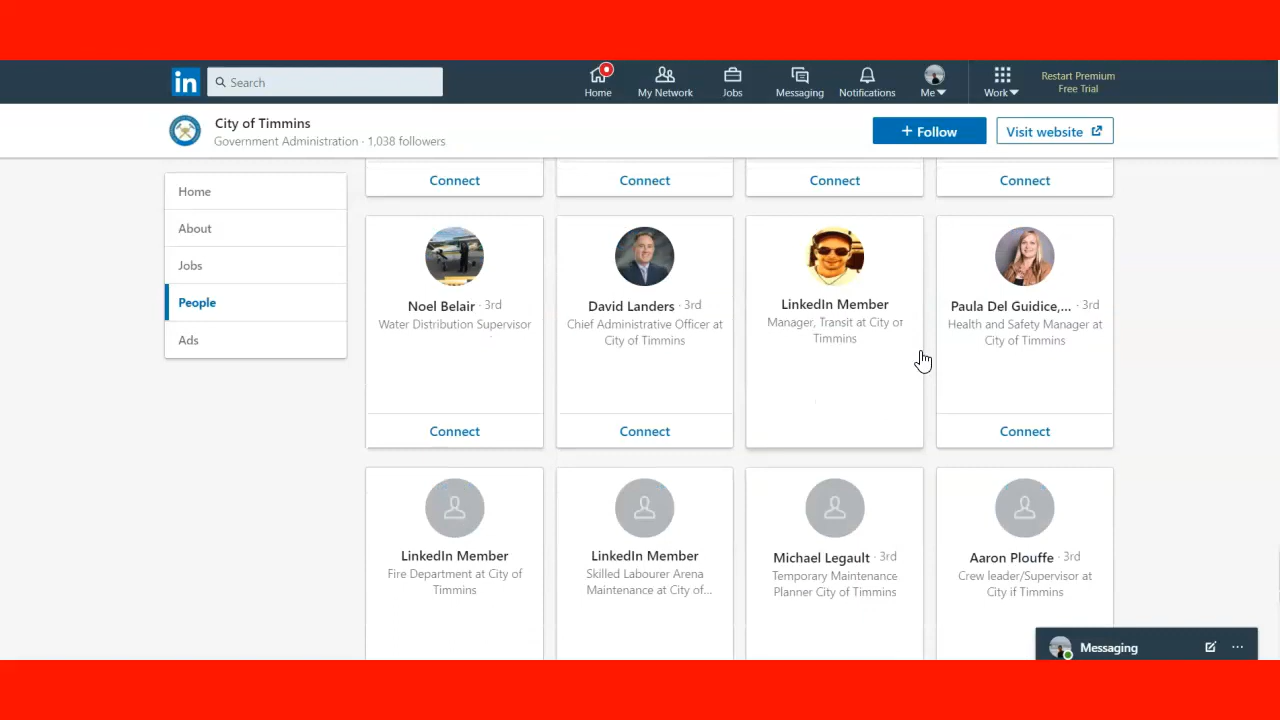 in
Search
Home
My Network
Jobs
Messaging
Notifications
Me
Work
Restart Premium
Free Trial
City of Timmins
Government Administration · 1,038 followers
+ Follow
Visit website
Home
About
Jobs
People
Ads
Connect
Connect
Connect
Connect
Noel Belair · 3rd
Water Distribution Supervisor
Connect
David Landers · 3rd
Chief Administrative Officer at
City of Timmins
Connect
LinkedIn Member
Manager, Transit at City of
Timmins
Paula Del Guidice,... · 3rd
Health and Safety Manager at
City of Timmins
Connect
LinkedIn Member
Fire Department at City of
Timmins
LinkedIn Member
Skilled Labourer Arena
Maintenance at City of...
Michael Legault · 3rd
Temporary Maintenance
Planner City of Timmins
Aaron Plouffe · 3rd
Crew leader/Supervisor at
City if Timmins
Messaging